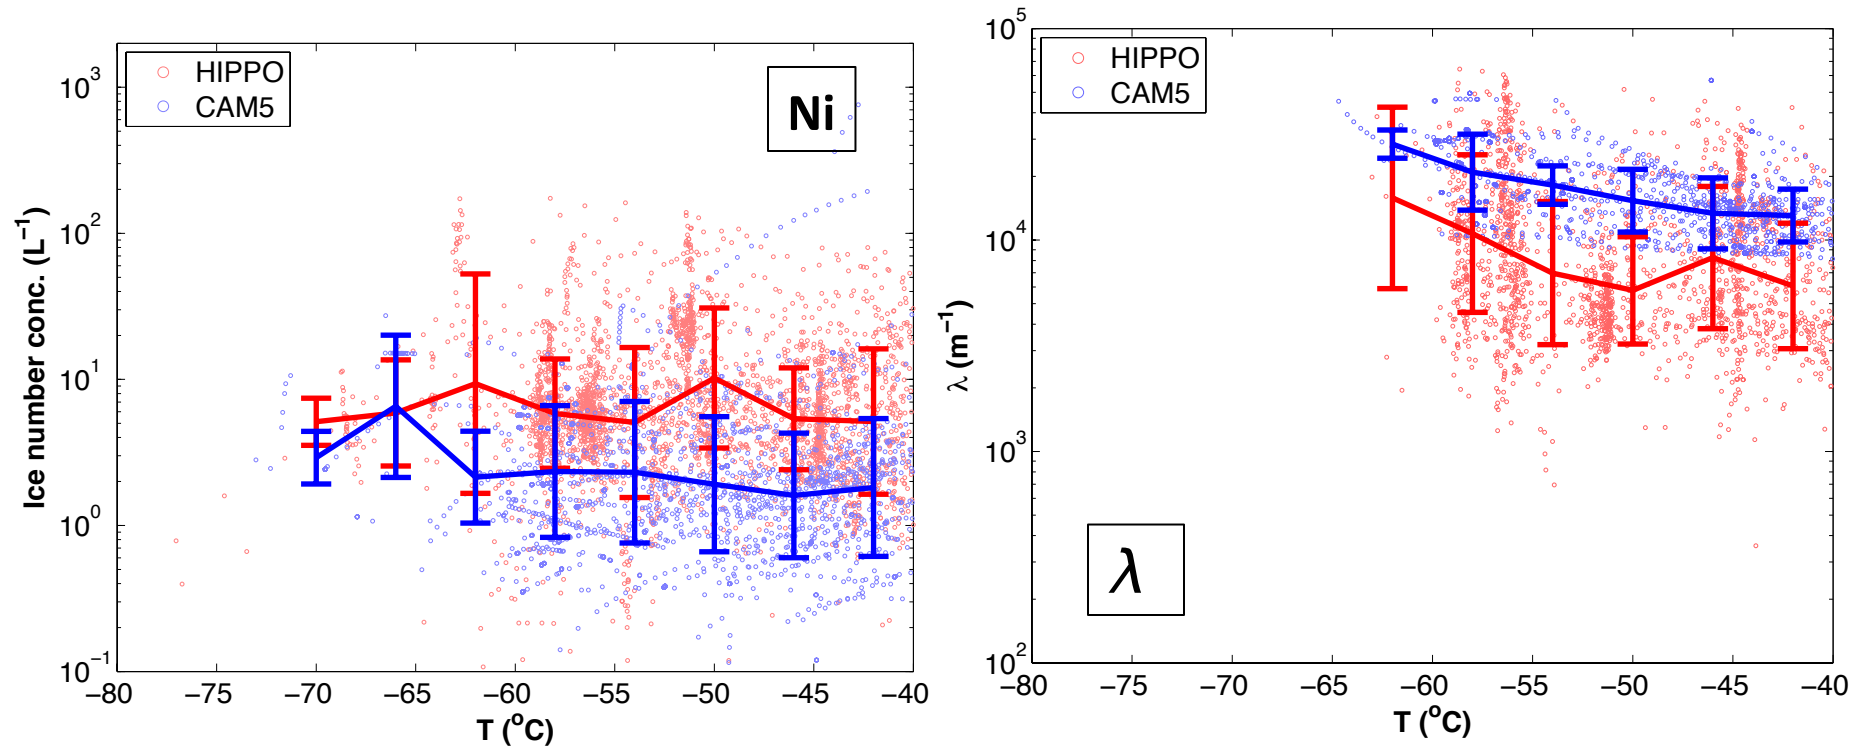 HIPPO
CAM5
Ni
10³
10²
10¹
10⁰
10⁻¹
Ice number conc. (L⁻¹)
−80 −75 −70 −65 −60 −55 −50 −45 −40
T (°C)
HIPPO
CAM5
λ
10⁵
10⁴
10³
10²
λ (m⁻¹)
−80 −75 −70 −65 −60 −55 −50 −45 −40
T (°C)